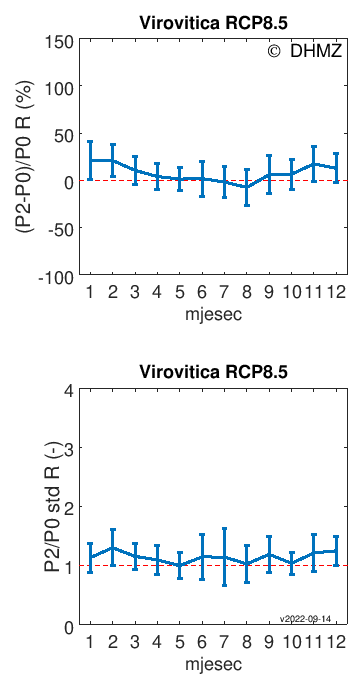 Virovitica RCP8.5
© DHMZ
(P2-P0)/P0 R (%)
150
100
50
0
-50
-100
1 2 3 4 5 6 7 8 9 10 11 12
mjesec
Virovitica RCP8.5
P2/P0 std R (-)
4
3
2
1
0
v2022-09-14
1 2 3 4 5 6 7 8 9 10 11 12
mjesec